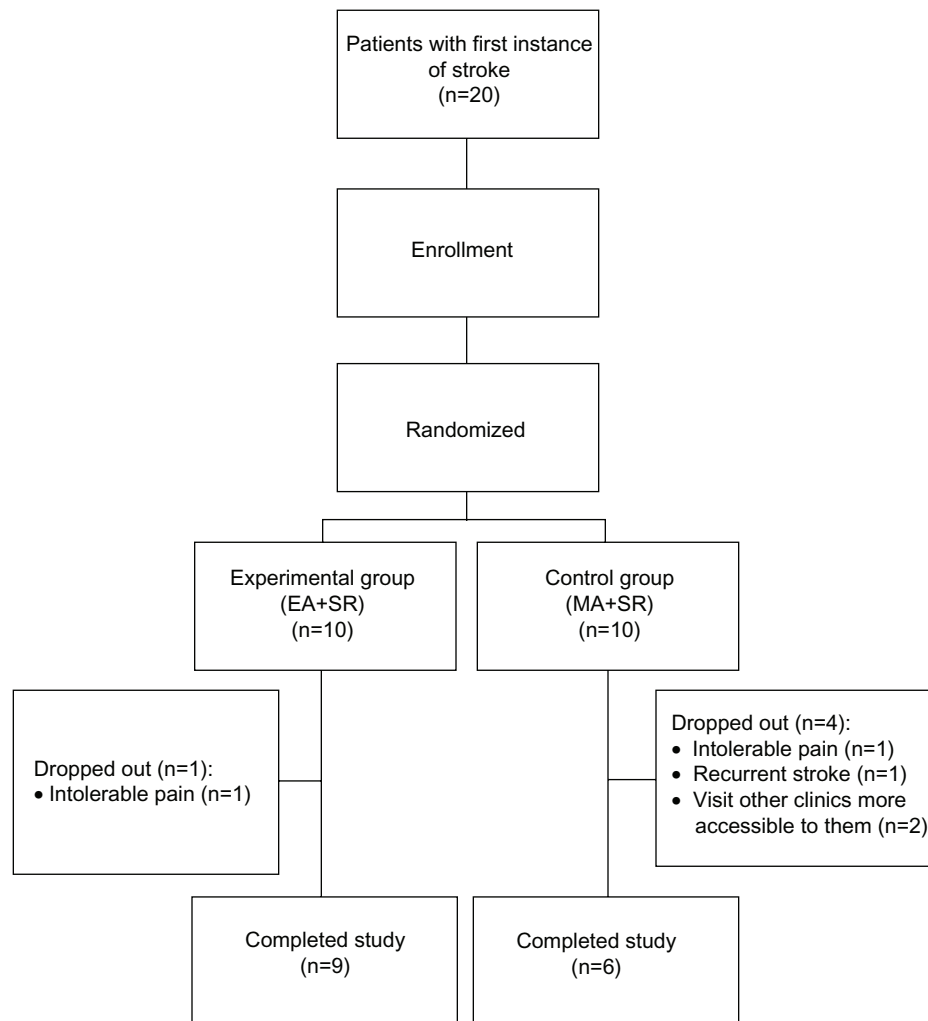 Patients with first instance
of stroke
(n=20)
Enrollment
Randomized
Experimental group
(EA+SR)
(n=10)
Control group
(MA+SR)
(n=10)
Dropped out (n=1):
• Intolerable pain (n=1)
Dropped out (n=4):
• Intolerable pain (n=1)
• Recurrent stroke (n=1)
• Visit other clinics more
accessible to them (n=2)
Completed study
(n=9)
Completed study
(n=6)